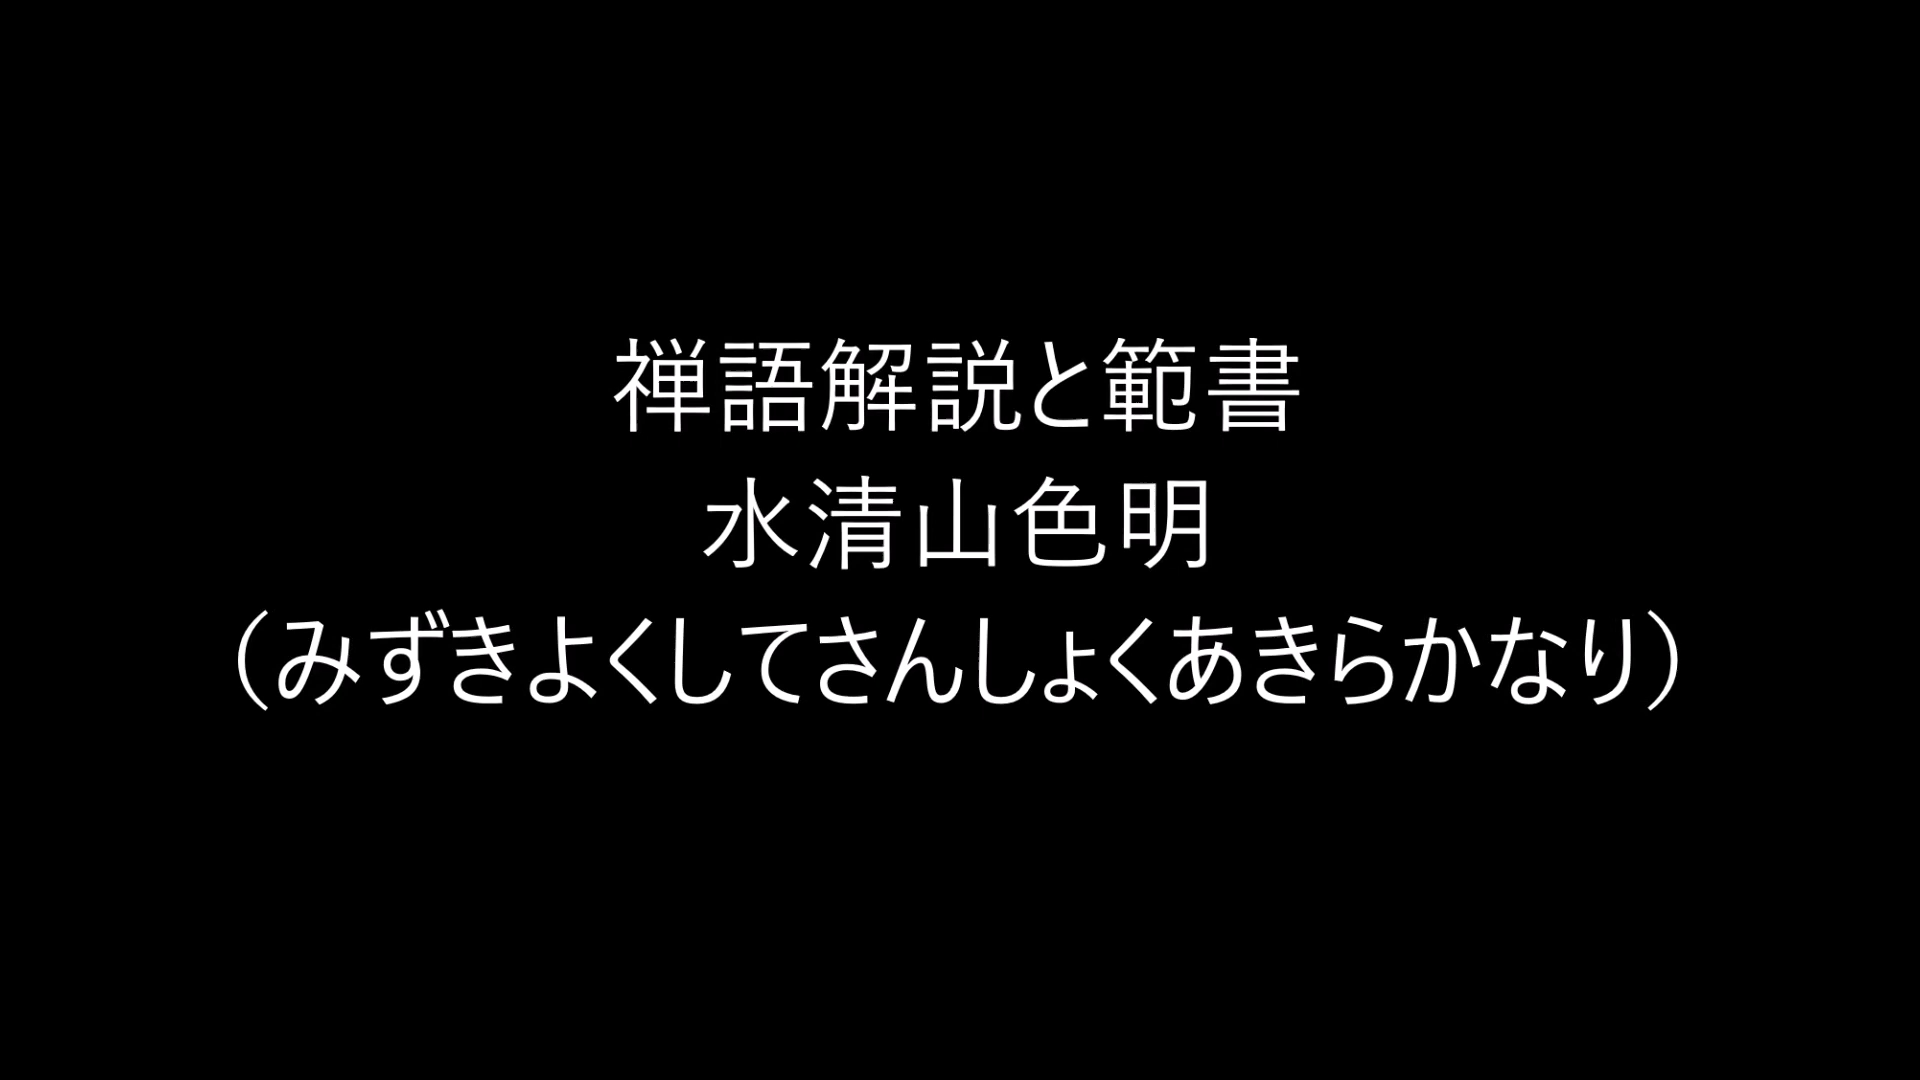 禅語解説と範書
水清山色明
（みずきよくしてさんしょくあきらかなり）